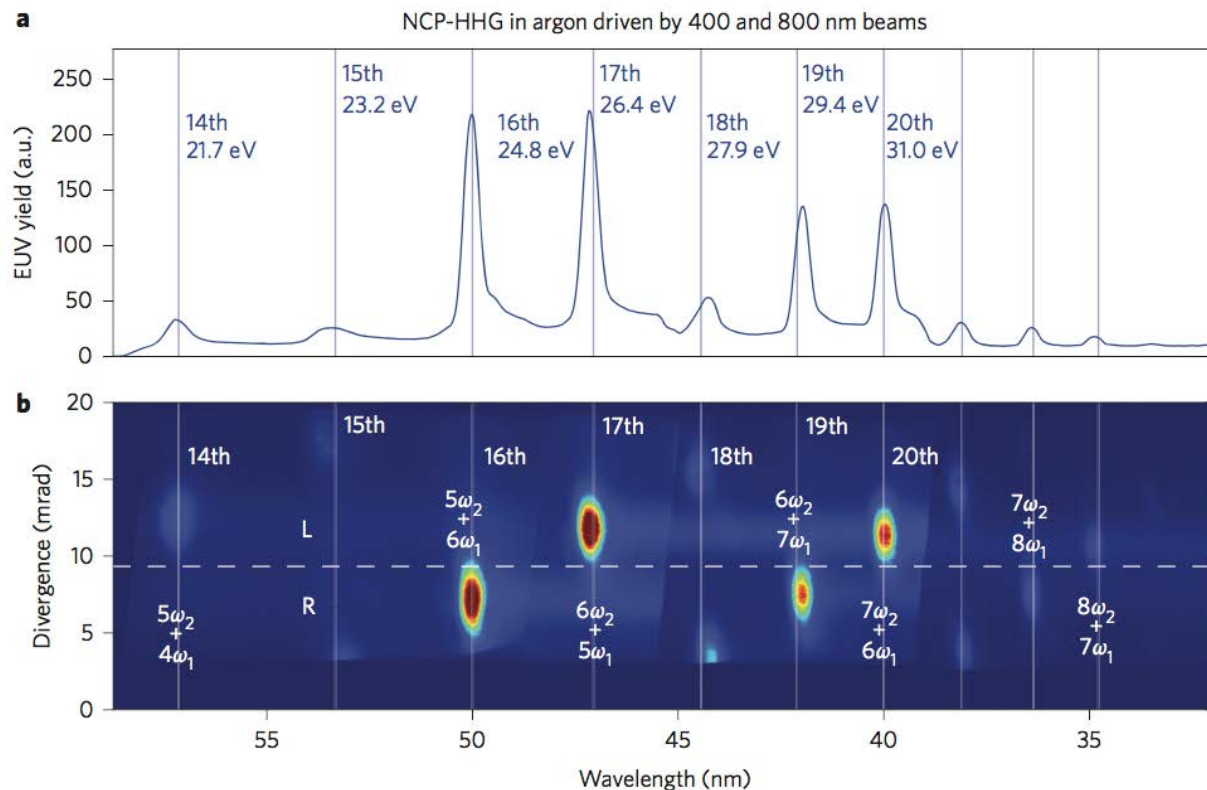 a
NCP-HHG in argon driven by 400 and 800 nm beams
EUV yield (a.u.)
250
200
150
100
50
0
14th
21.7 eV
15th
23.2 eV
16th
24.8 eV
17th
26.4 eV
18th
27.9 eV
19th
29.4 eV
20th
31.0 eV
b
Divergence (mrad)
20
15
10
5
0
14th
15th
16th
17th
18th
19th
20th
L
R
5ω₂
+
4ω₁
5ω₂
+
6ω₁
6ω₂
+
5ω₁
6ω₂
+
7ω₁
7ω₂
+
6ω₁
7ω₂
+
8ω₁
8ω₂
+
7ω₁
55
50
45
40
35
Wavelength (nm)